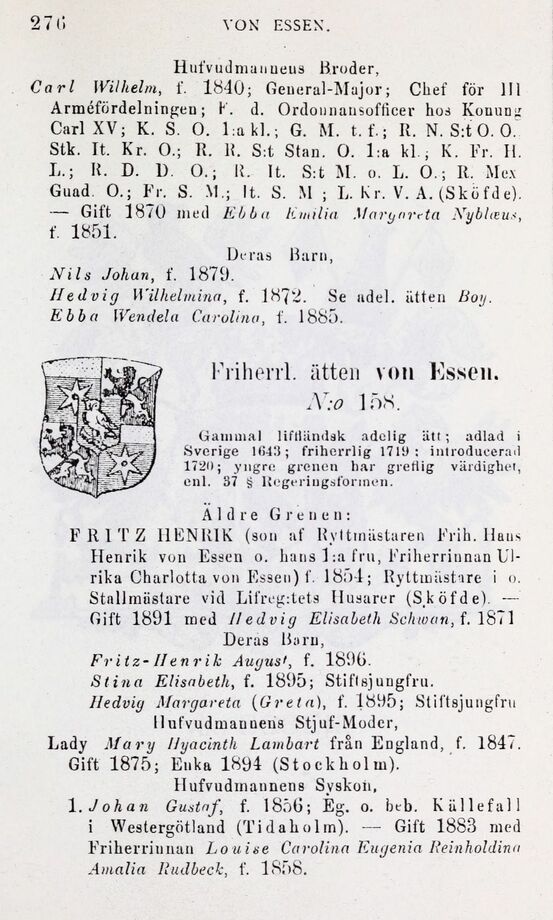 276 VON ESSEN.
Hufvudmannens Broder,
Carl Wilhelm, f. 1840; General-Major; Chef för III
Arméfördelningen; F. d. Ordonnansofficer hos Konung
Carl XV; K. S. O. 1:a kl.; G. M. t. f.; R. N. S:t O. O.
Stk. It. Kr. O.; R. R. S:t Stan. O. 1:a kl.; K. Fr. H.
L.; R. D. D. O.; R. It. S:t M. o. L. O.; R. Mex
Guad. O.; Fr. S. M.; It. S. M ; L. Kr. V. A. (Sköfde).
— Gift 1870 med Ebba Emilia Margareta Nyblæus,
f. 1851.
Deras Barn,
Nils Johan, f. 1879.
Hedvig Wilhelmina, f. 1872. Se adel. ätten Boy.
Ebba Wendela Carolina, f. 1885.
Friherrl. ätten von Essen.
N:o 158.
Gammal liffländsk adelig ätt; adlad i
Sverige 1643; friherrlig 1719; introducerad
1720; yngre grenen har greflig värdighet,
enl. 37 § Regeringsformen.
Äldre Grenen:
FRITZ HENRIK (son af Ryttmästaren Frih. Hans
Henrik von Essen o. hans 1:a fru, Friherrinnan Ul-
rika Charlotta von Essen) f. 1854; Ryttmästare i o.
Stallmästare vid Lifreg:tets Husarer (Sköfde). —
Gift 1891 med Hedvig Elisabeth Schwan, f. 1871
Deras Barn,
Fritz-Henrik August, f. 1896.
Stina Elisabeth, f. 1895; Stiftsjungfru.
Hedvig Margareta (Greta), f. 1895; Stiftsjungfru
Hufvudmannens Stjuf-Moder,
Lady Mary Hyacinth Lambart från England, f. 1847.
Gift 1875; Enka 1894 (Stockholm).
Hufvudmannens Syskon,
1. Johan Gustaf, f. 1856; Eg. o. beb. Källefall
i Westergötland (Tidaholm). — Gift 1883 med
Friherrinnan Louise Carolina Eugenia Reinholdina
Amalia Rudbeck, f. 1858.